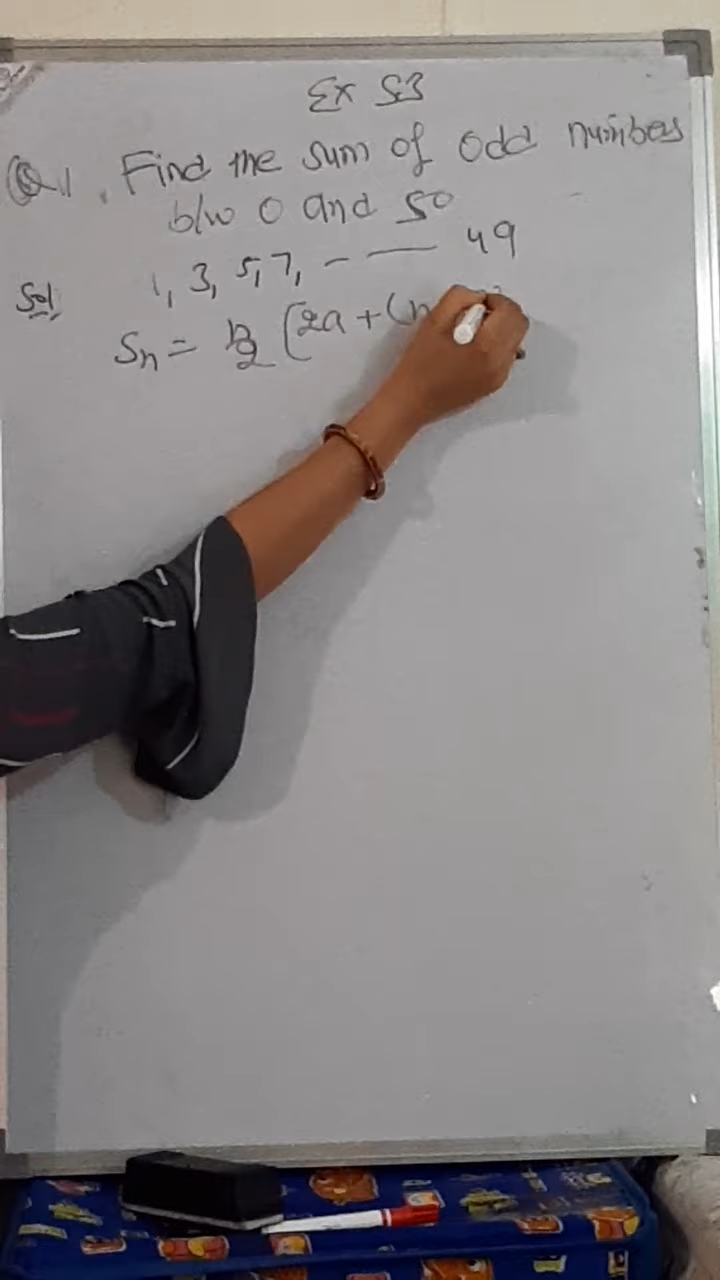 Ex 5.3
Q.1. Find the sum of odd numbers
b/w 0 and 50
Sol 1, 3, 5, 7, - — 49
Sn = n/2 [2a + (n